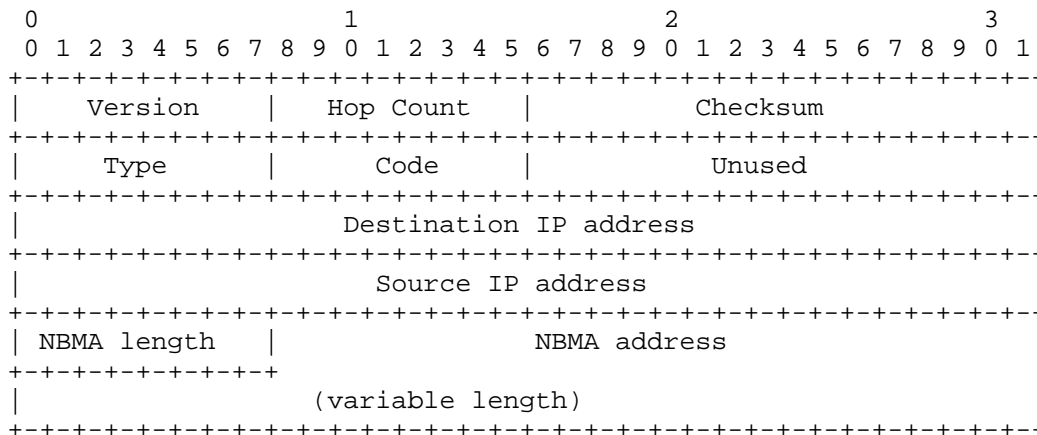 0                   1                   2                   3
 0 1 2 3 4 5 6 7 8 9 0 1 2 3 4 5 6 7 8 9 0 1 2 3 4 5 6 7 8 9 0 1
+-+-+-+-+-+-+-+-+-+-+-+-+-+-+-+-+-+-+-+-+-+-+-+-+-+-+-+-+-+-+-+-
|    Version    |   Hop Count   |          Checksum
+-+-+-+-+-+-+-+-+-+-+-+-+-+-+-+-+-+-+-+-+-+-+-+-+-+-+-+-+-+-+-+-
|     Type      |      Code     |           Unused
+-+-+-+-+-+-+-+-+-+-+-+-+-+-+-+-+-+-+-+-+-+-+-+-+-+-+-+-+-+-+-+-
|                    Destination IP address
+-+-+-+-+-+-+-+-+-+-+-+-+-+-+-+-+-+-+-+-+-+-+-+-+-+-+-+-+-+-+-+-
|                      Source IP address
+-+-+-+-+-+-+-+-+-+-+-+-+-+-+-+-+-+-+-+-+-+-+-+-+-+-+-+-+-+-+-+-
| NBMA length   |                NBMA address
+-+-+-+-+-+-+-+-+
|                  (variable length)
+-+-+-+-+-+-+-+-+-+-+-+-+-+-+-+-+-+-+-+-+-+-+-+-+-+-+-+-+-+-+-+-